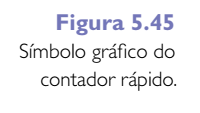 Figura 5.45
Símbolo gráfico do
contador rápido.